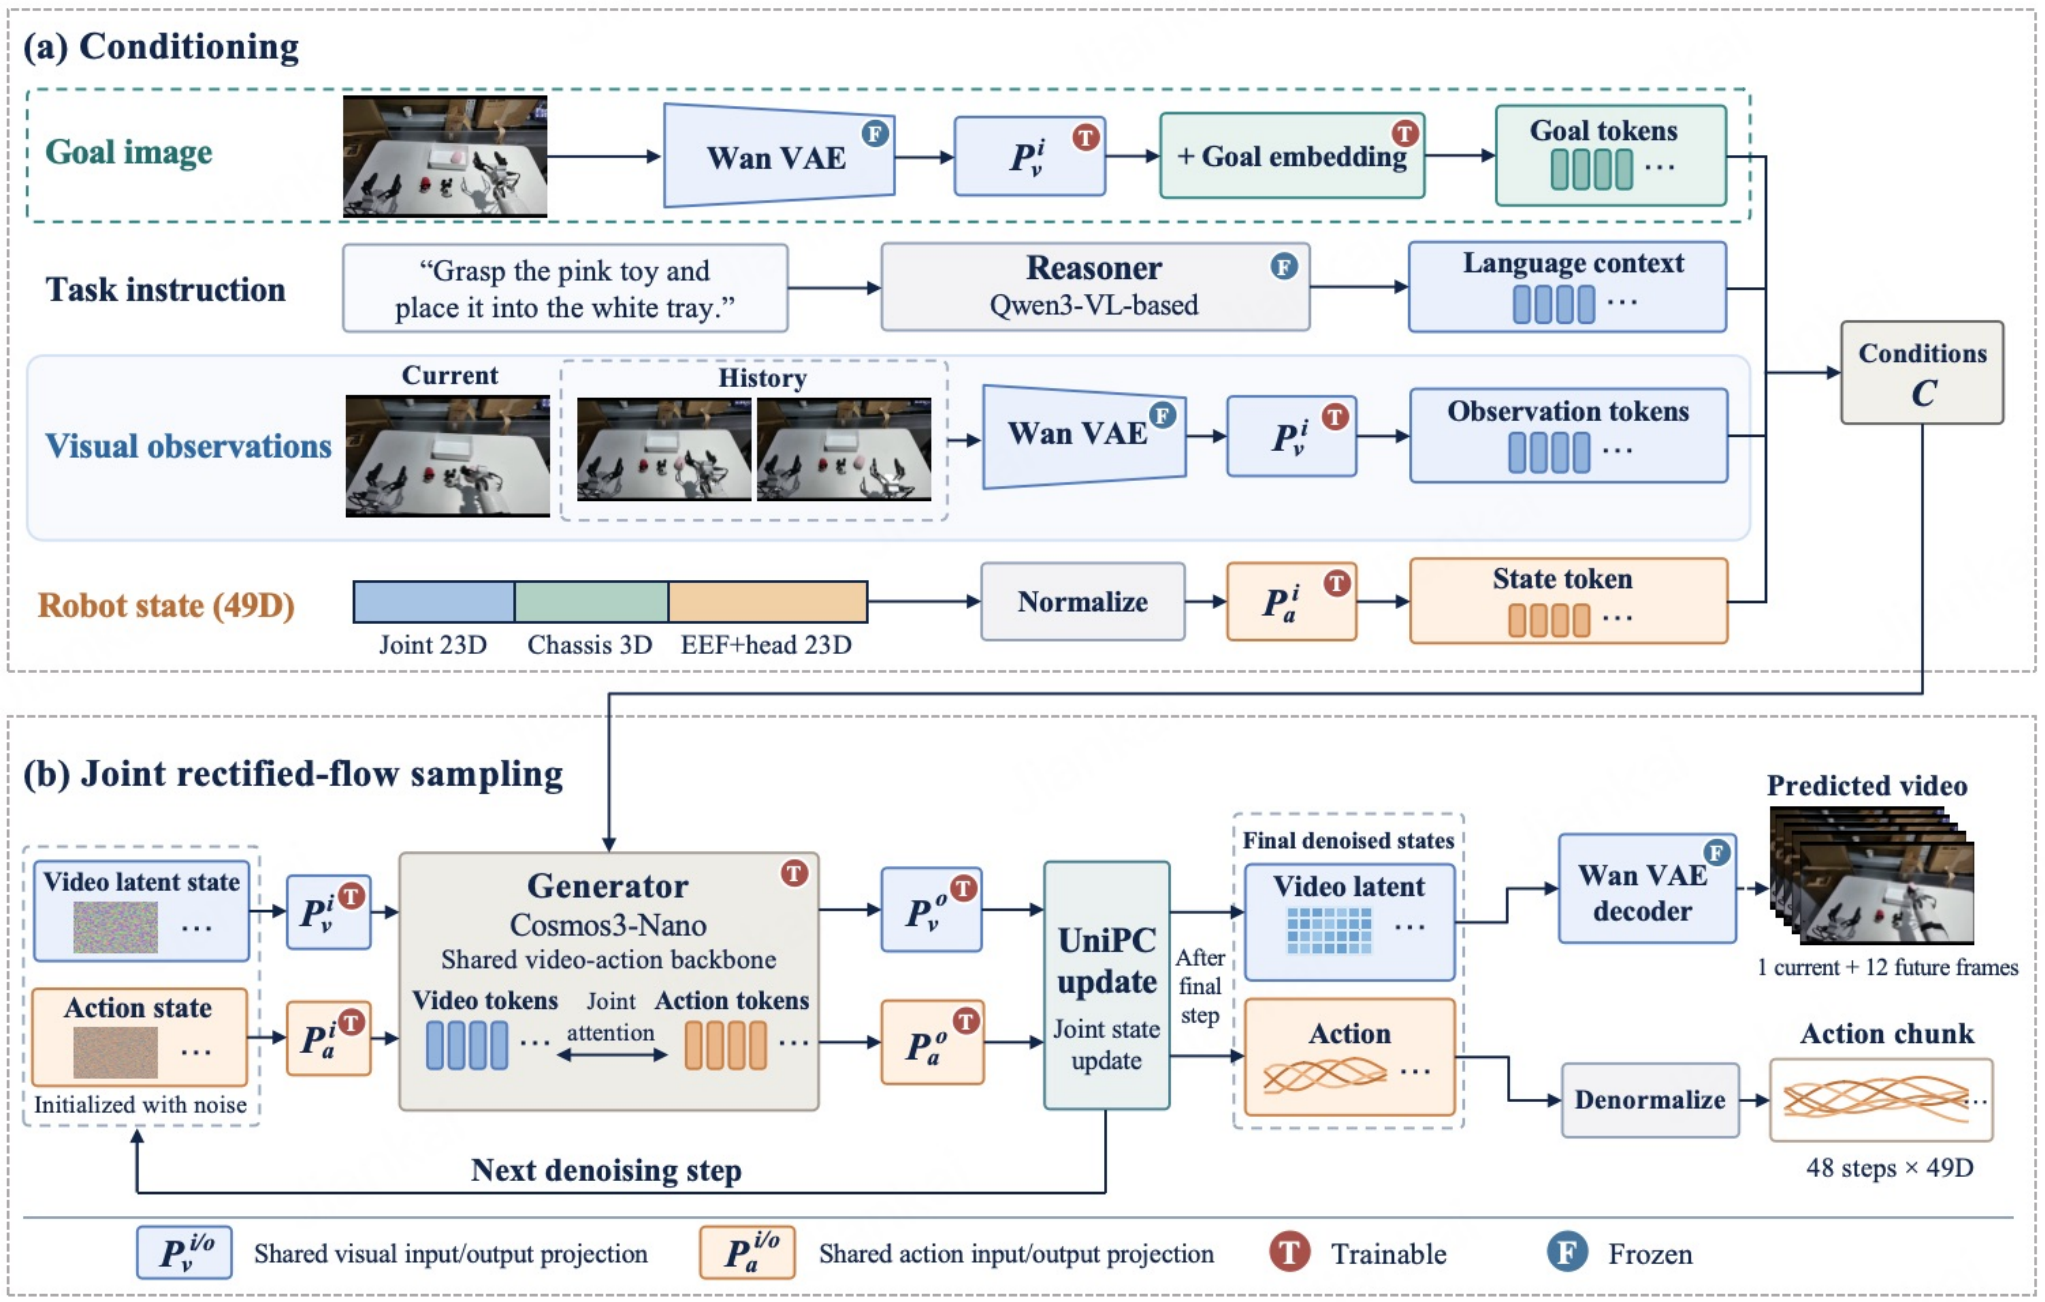 (a) Conditioning
Goal image
Wan VAE
F
P_v^i
T
+ Goal embedding
T
Goal tokens
...
Task instruction
“Grasp the pink toy and
place it into the white tray.”
Reasoner
F
Qwen3-VL-based
Language context
...
Conditions
C
Visual observations
Current
History
Wan VAE
F
P_v^i
T
Observation tokens
...
Robot state (49D)
Joint 23D
Chassis 3D
EEF+head 23D
Normalize
P_a^i
T
State token
...
(b) Joint rectified-flow sampling
Video latent state
...
Action state
...
Initialized with noise
P_v^i
T
P_a^i
T
Generator
T
Cosmos3-Nano
Shared video-action backbone
Video tokens
...
Joint
attention
Action tokens
...
P_v^o
T
P_a^o
T
UniPC
update
Joint state
update
After
final
step
Final denoised states
Video latent
...
Action
...
Wan VAE
decoder
F
Predicted video
1 current + 12 future frames
Denormalize
Action chunk
...
48 steps × 49D
Next denoising step
P_v^{i/o}
Shared visual input/output projection
P_a^{i/o}
Shared action input/output projection
T
Trainable
F
Frozen